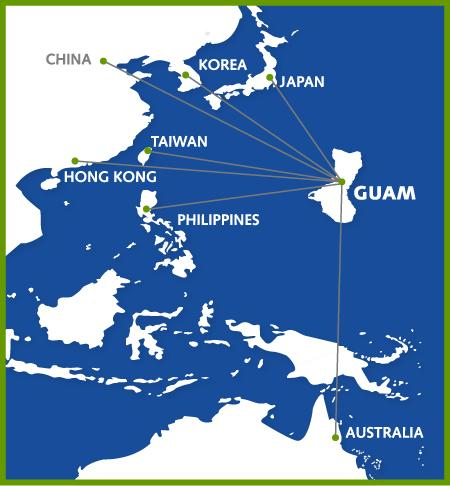 CHINA
KOREA
JAPAN
TAIWAN
HONG KONG
GUAM
PHILIPPINES
AUSTRALIA